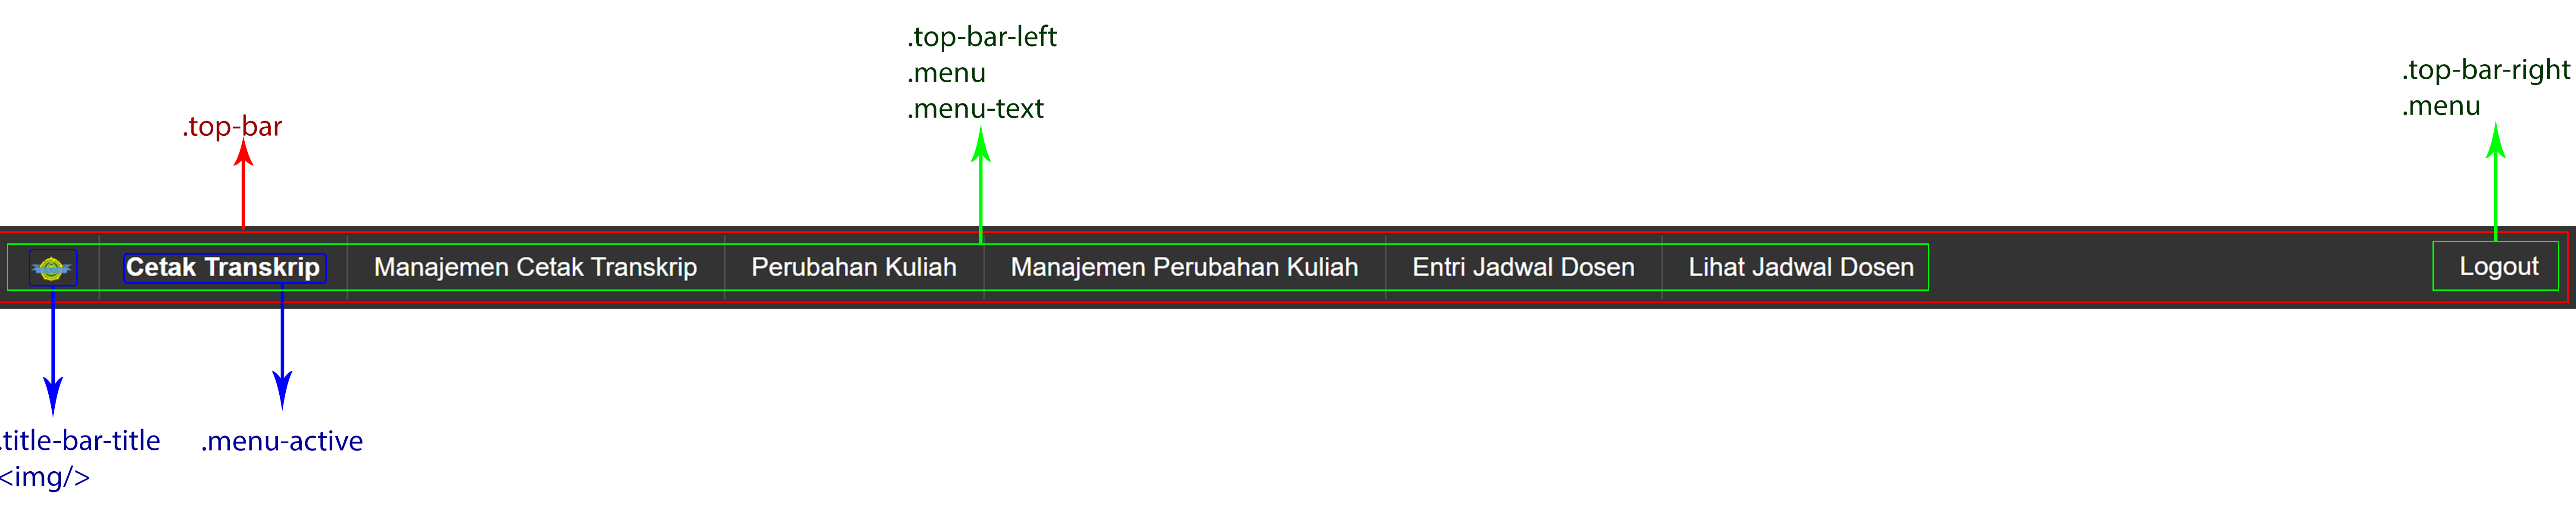 .top-bar-left
.menu
.menu-text
.top-bar-right
.menu
.top-bar
Cetak Transkrip
Manajemen Cetak Transkrip
Perubahan Kuliah
Manajemen Perubahan Kuliah
Entri Jadwal Dosen
Lihat Jadwal Dosen
Logout
.title-bar-title
<img/>
.menu-active